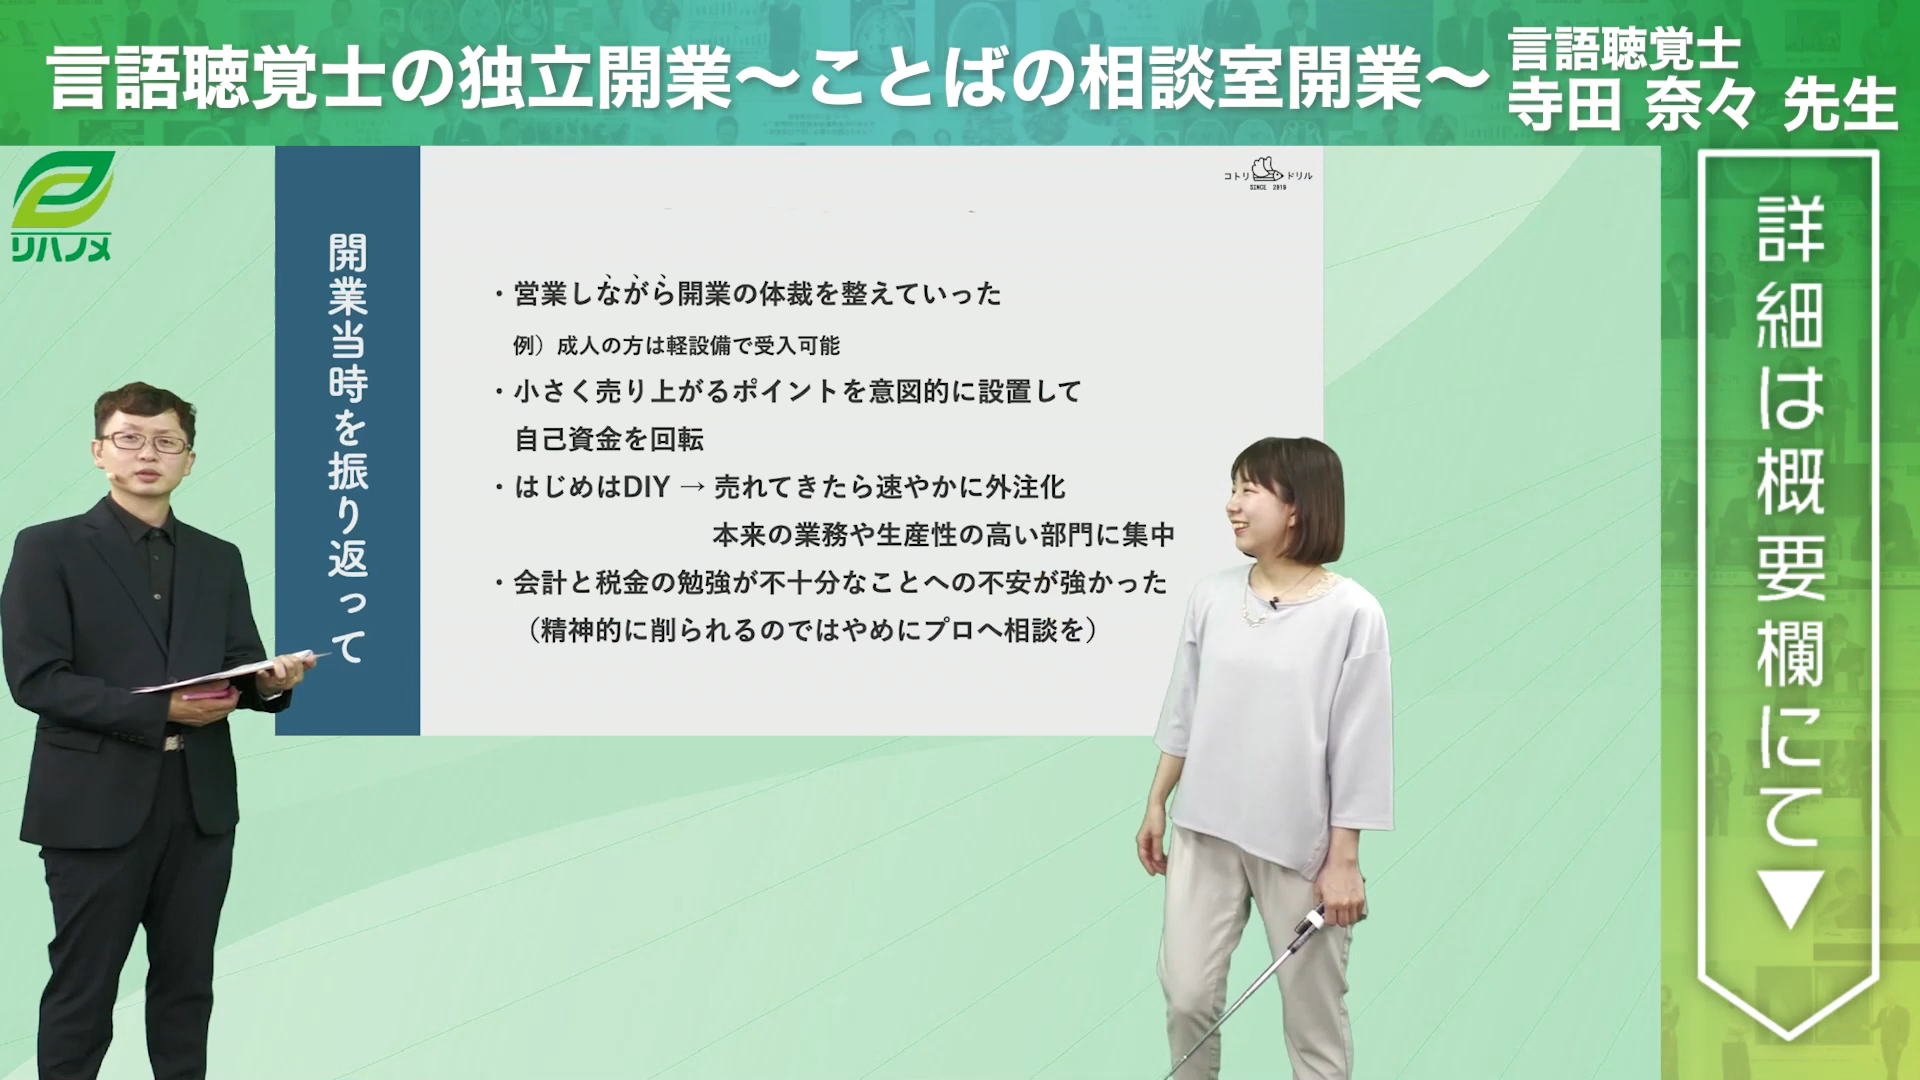 言語聴覚士の独立開業～ことばの相談室開業～
言語聴覚士
寺田 奈々 先生
リハノメ
コトリドリル
SINCE 2019
開業当時を振り返って
・営業しながら開業の体裁を整えていった
例）成人の方は軽設備で受入可能
・小さく売り上がるポイントを意図的に設置して
自己資金を回転
・はじめはDIY → 売れてきたら速やかに外注化
本来の業務や生産性の高い部門に集中
・会計と税金の勉強が不十分なことへの不安が強かった
（精神的に削られるのではやめにプロへ相談を）
詳細は概要欄にて▼